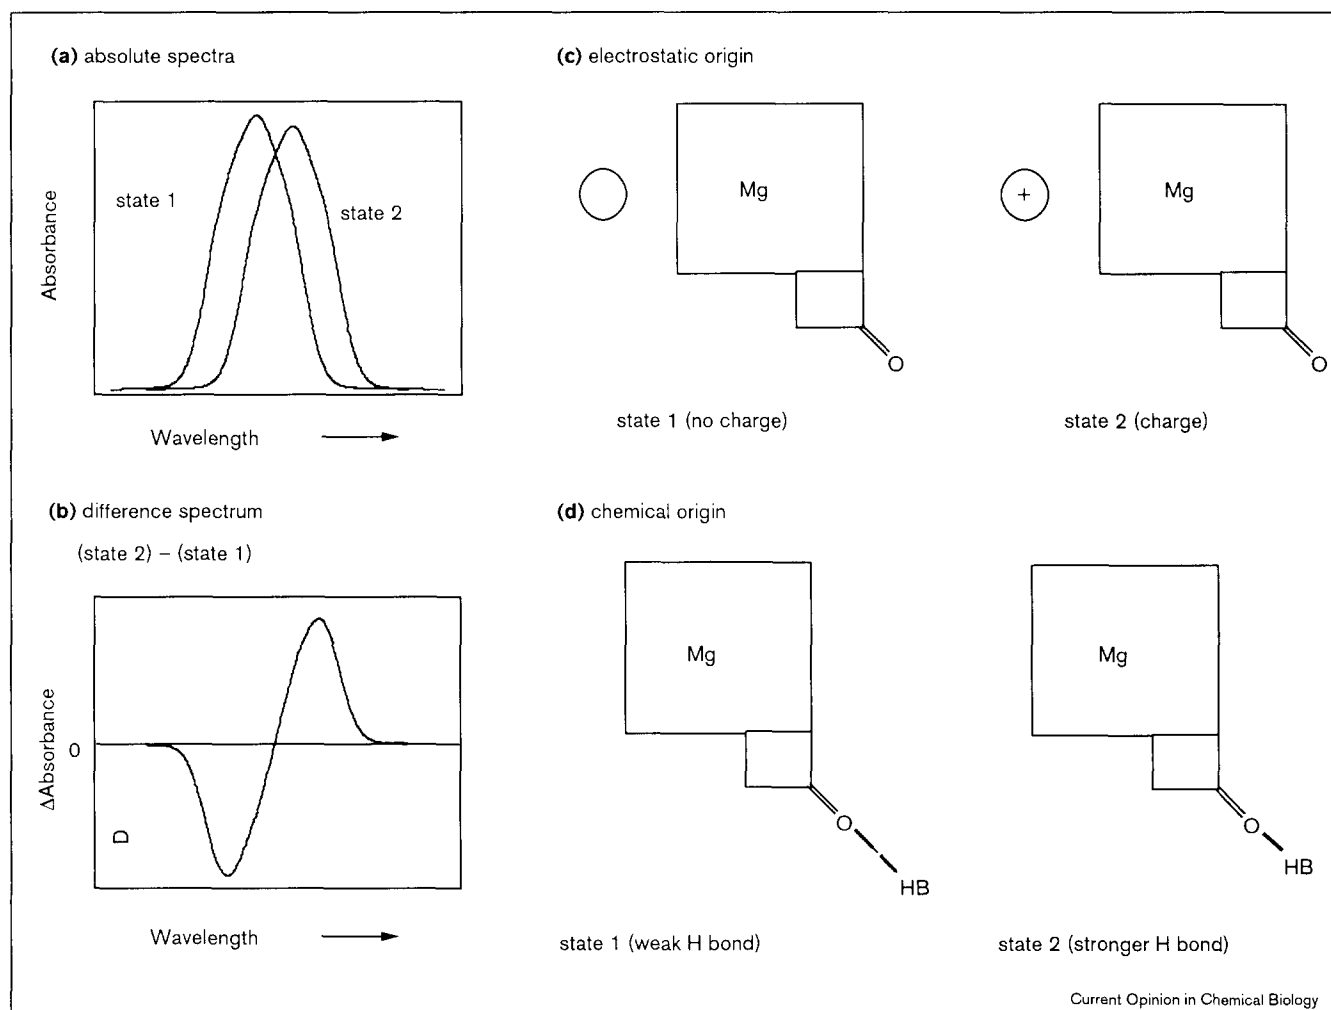 (a) absolute spectra
state 1
state 2
Absorbance
Wavelength
(b) difference spectrum
(state 2) – (state 1)
0
ΔAbsorbance
D
Wavelength
(c) electrostatic origin
Mg
O
state 1 (no charge)
+
Mg
O
state 2 (charge)
(d) chemical origin
Mg
O
HB
state 1 (weak H bond)
Mg
O
HB
state 2 (stronger H bond)
Current Opinion in Chemical Biology